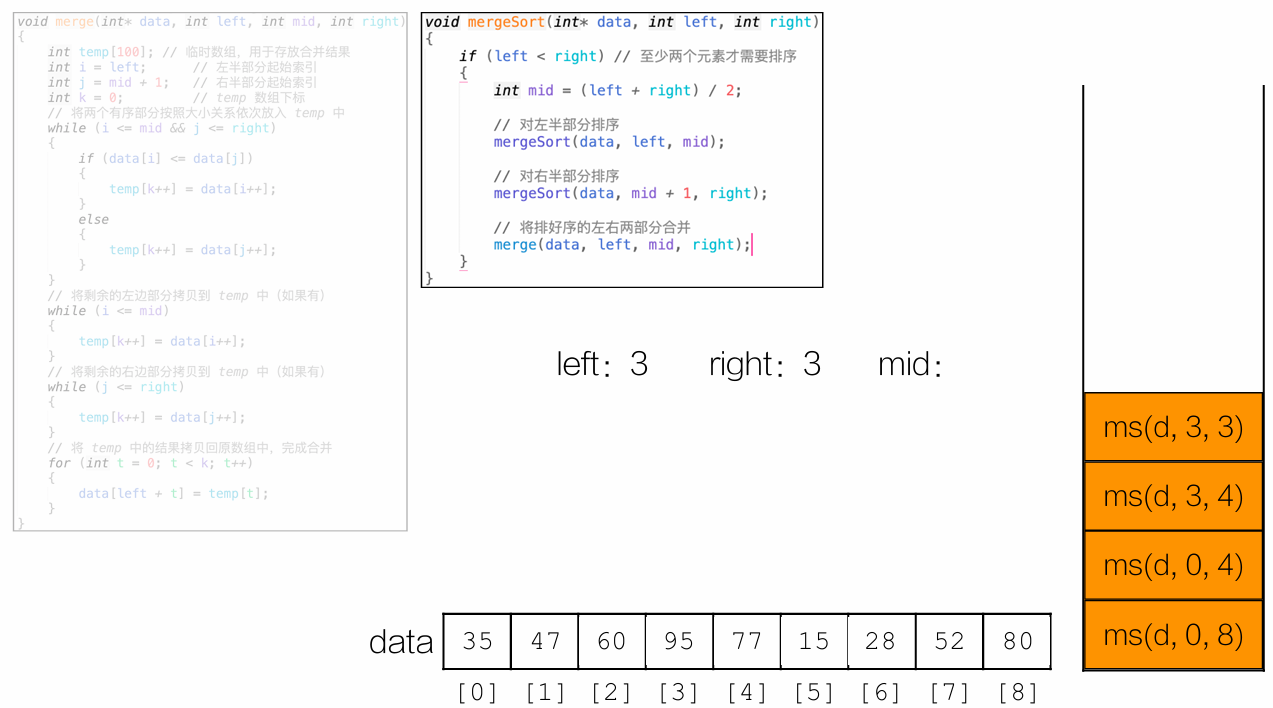 void merge(int* data, int left, int mid, int right)
{
    int temp[100]; // 临时数组，用于存放合并结果
    int i = left;      // 左半部分起始索引
    int j = mid + 1;   // 右半部分起始索引
    int k = 0;         // temp 数组下标
    // 将两个有序部分按照大小关系依次放入 temp 中
    while (i <= mid && j <= right)
    {
        if (data[i] <= data[j])
        {
            temp[k++] = data[i++];
        }
        else
        {
            temp[k++] = data[j++];
        }
    }
    // 将剩余的左边部分拷贝到 temp 中（如果有）
    while (i <= mid)
    {
        temp[k++] = data[i++];
    }
    // 将剩余的右边部分拷贝到 temp 中（如果有）
    while (j <= right)
    {
        temp[k++] = data[j++];
    }
    // 将 temp 中的结果拷贝回原数组中，完成合并
    for (int t = 0; t < k; t++)
    {
        data[left + t] = temp[t];
    }
}
void mergeSort(int* data, int left, int right)
{
    if (left < right) // 至少两个元素才需要排序
    {
        int mid = (left + right) / 2;
        // 对左半部分排序
        mergeSort(data, left, mid);
        // 对右半部分排序
        mergeSort(data, mid + 1, right);
        // 将排好序的左右两部分合并
        merge(data, left, mid, right);
    }
}
left: 3 right: 3 mid:
ms(d, 3, 3)
ms(d, 3, 4)
ms(d, 0, 4)
ms(d, 0, 8)
data 35 47 60 95 77 15 28 52 80
[0] [1] [2] [3] [4] [5] [6] [7] [8]